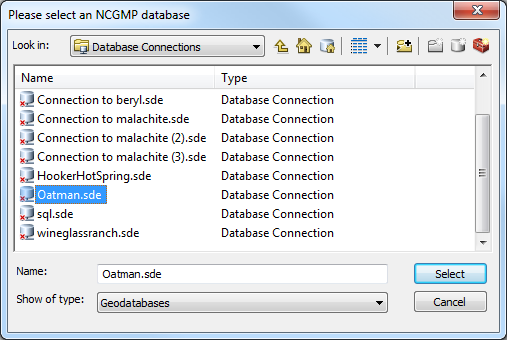 Please select an NCGMP database
Look in: Database Connections
Name Type
Connection to beryl.sde Database Connection
Connection to malachite.sde Database Connection
Connection to malachite (2).sde Database Connection
Connection to malachite (3).sde Database Connection
HookerHotSpring.sde Database Connection
Oatman.sde Database Connection
sql.sde Database Connection
wineglassranch.sde Database Connection
Name: Oatman.sde Select
Show of type: Geodatabases Cancel